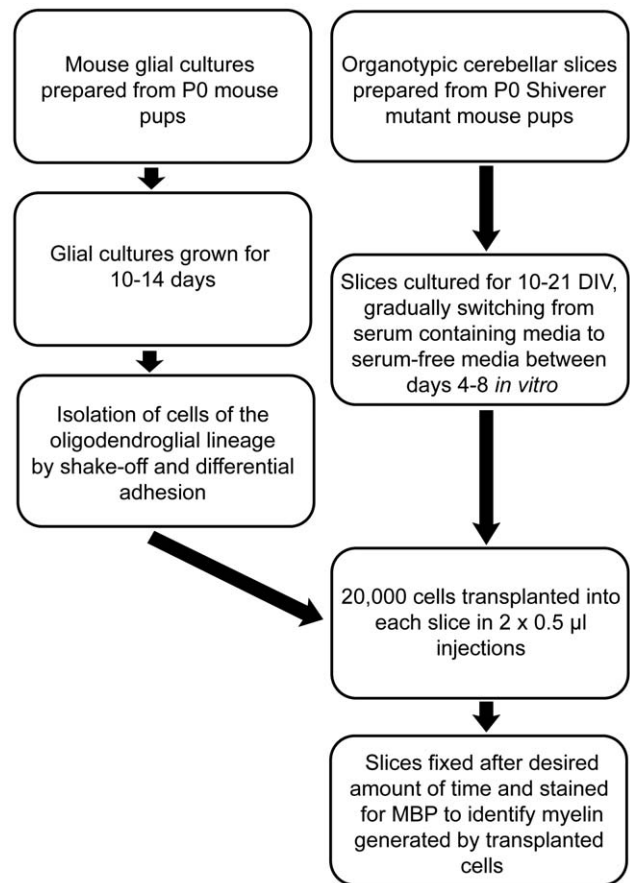 Mouse glial cultures
prepared from P0 mouse
pups
Glial cultures grown for
10-14 days
Isolation of cells of the
oligodendroglial lineage
by shake-off and differential
adhesion
Organotypic cerebellar slices
prepared from P0 Shiverer
mutant mouse pups
Slices cultured for 10-21 DIV,
gradually switching from
serum containing media to
serum-free media between
days 4-8 in vitro
20,000 cells transplanted into
each slice in 2 x 0.5 µl
injections
Slices fixed after desired
amount of time and stained
for MBP to identify myelin
generated by transplanted
cells